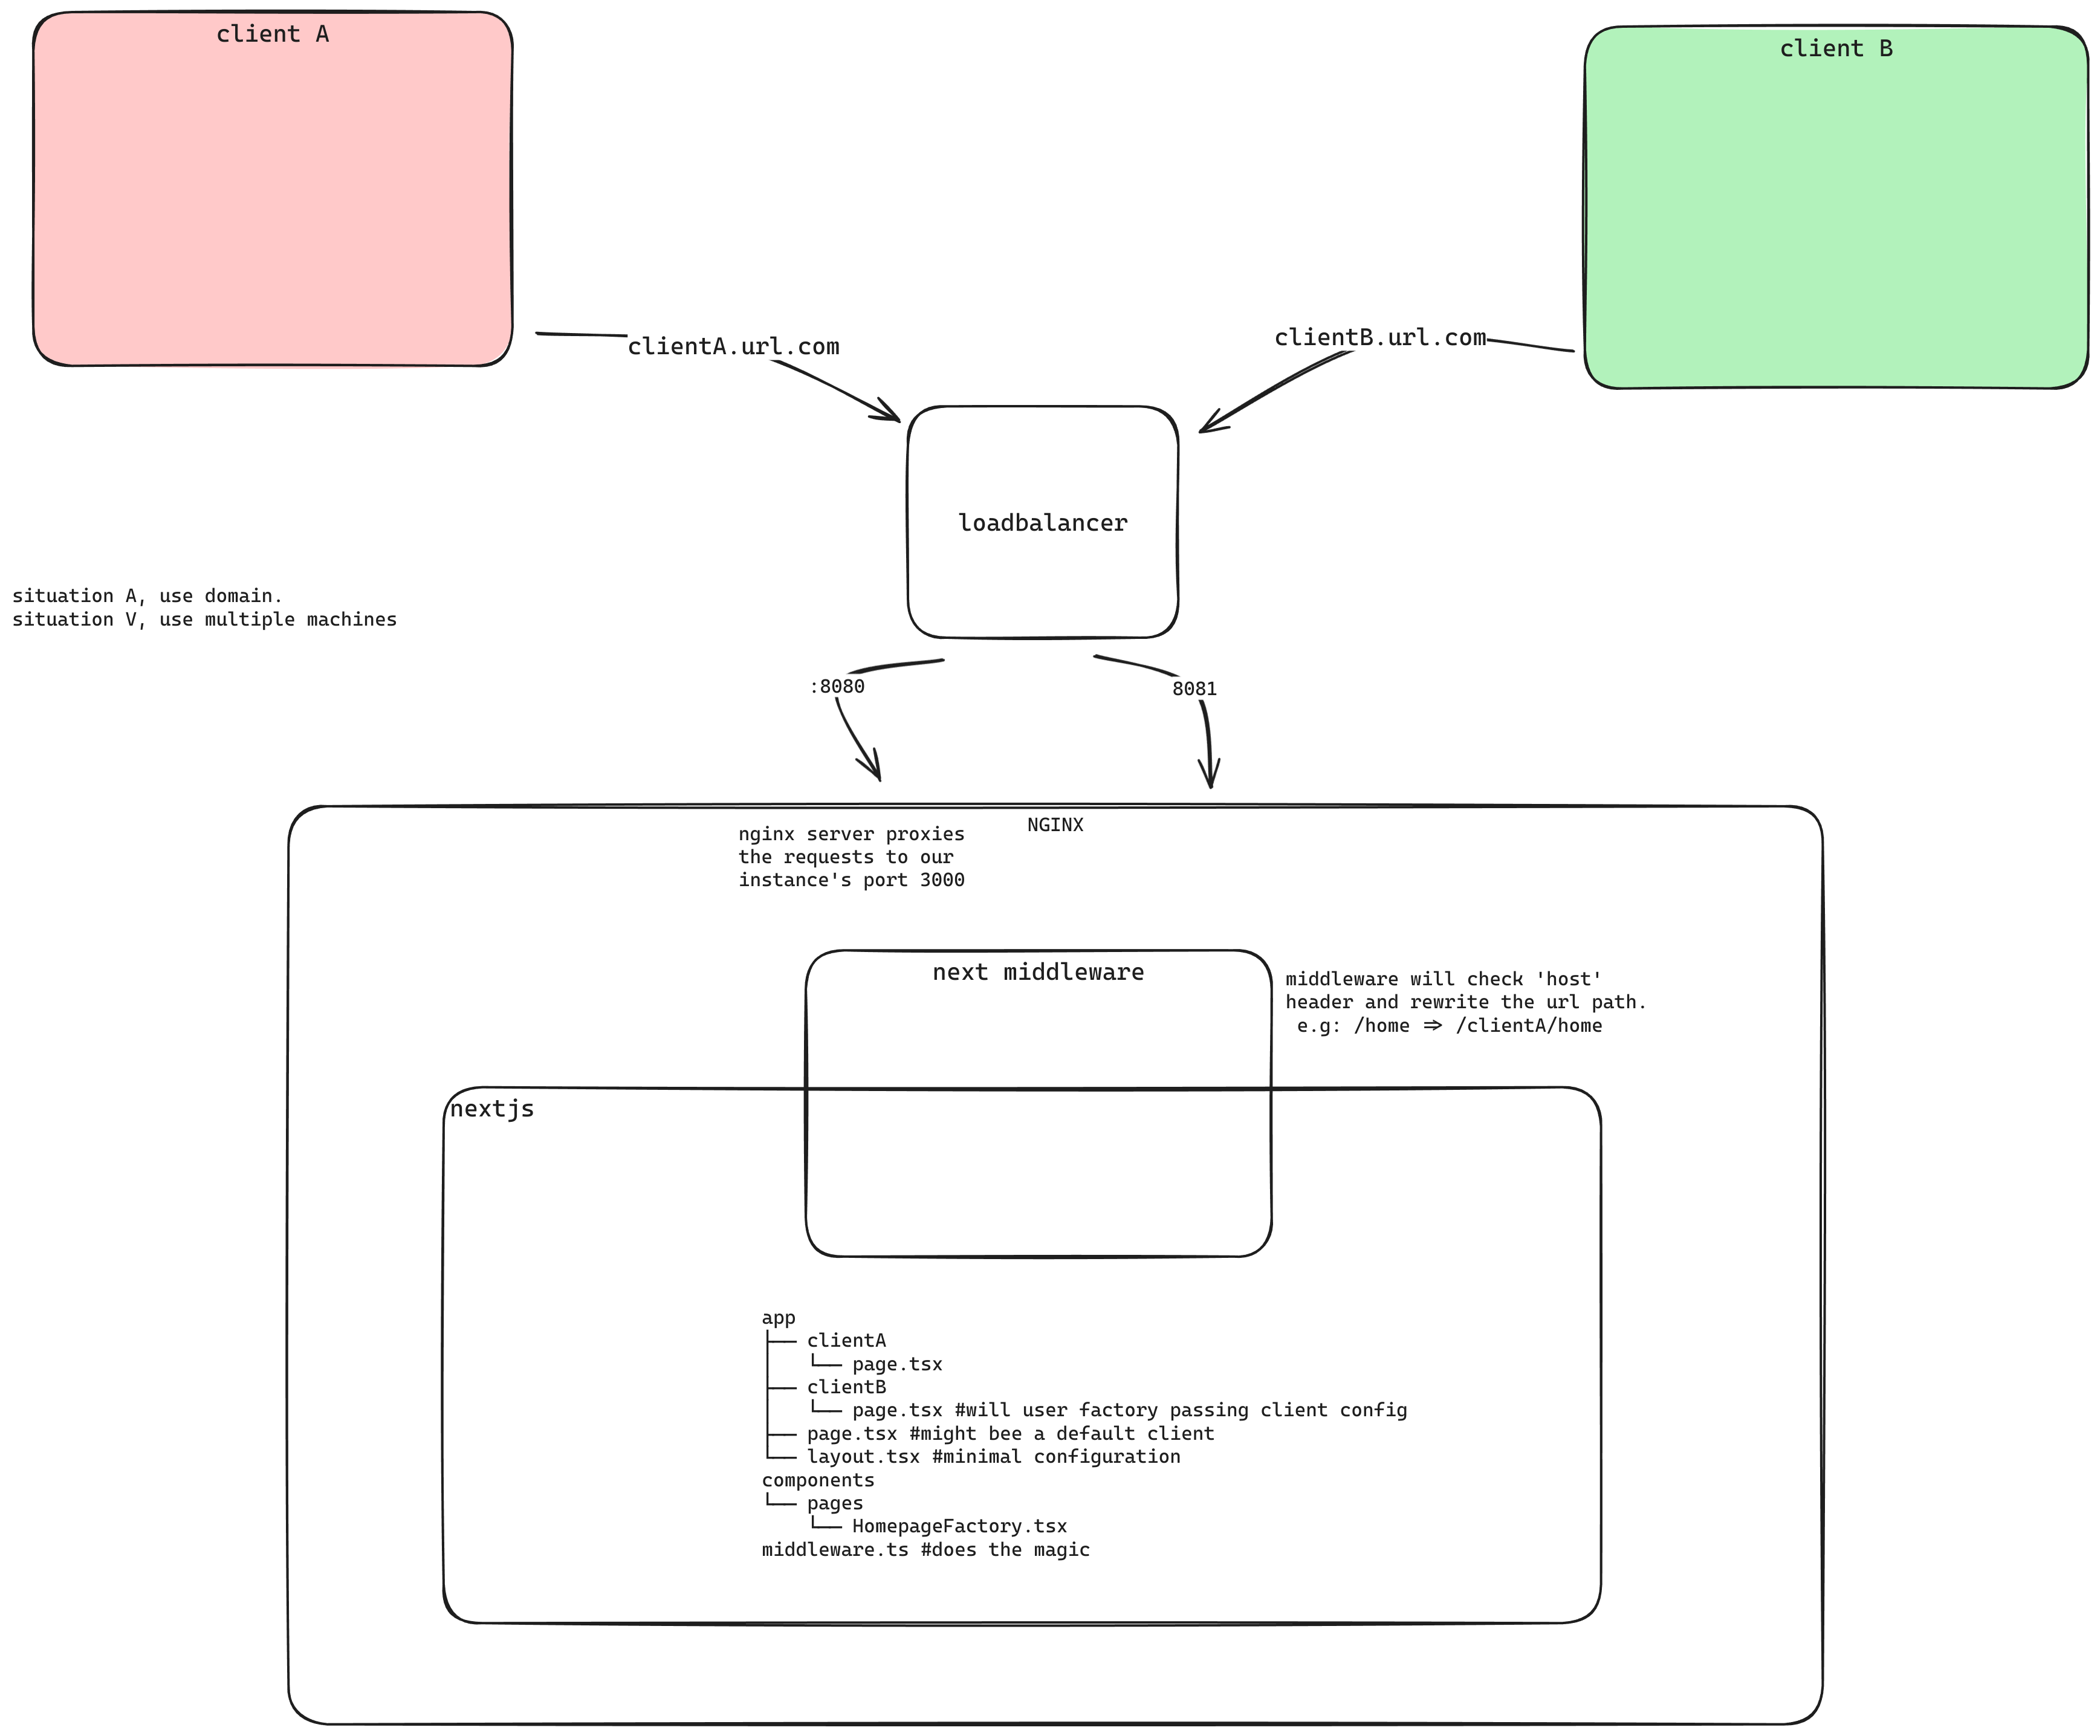 client A
client B
clientA.url.com
clientB.url.com
loadbalancer
situation A, use domain.
situation V, use multiple machines
:8080
8081
NGINX
nginx server proxies
the requests to our
instance's port 3000
next middleware
middleware will check 'host'
header and rewrite the url path.
e.g: /home => /clientA/home
nextjs
app
├── clientA
│   └── page.tsx
├── clientB
│   └── page.tsx #will user factory passing client config
├── page.tsx #might bee a default client
└── layout.tsx #minimal configuration
components
└── pages
    └── HomepageFactory.tsx
middleware.ts #does the magic